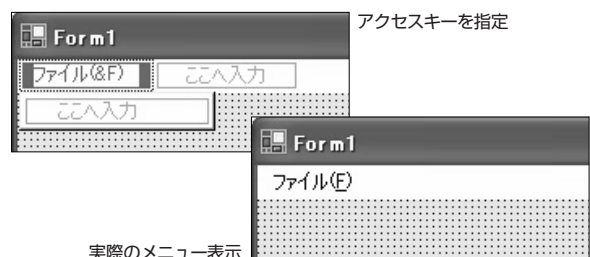 アクセスキーを指定
Form1
ファイル(&F)
ここへ入力
ここへ入力
Form1
ファイル(F)
実際のメニュー表示